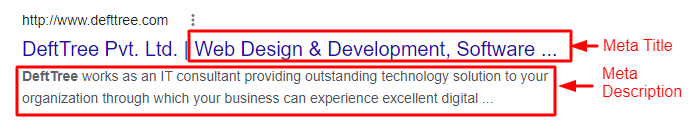 http://www.defttree.com
DeftTree Pvt. Ltd. | Web Design & Development, Software ...
Meta Title
DeftTree works as an IT consultant providing outstanding technology solution to your
organization through which your business can experience excellent digital ...
Meta
Description